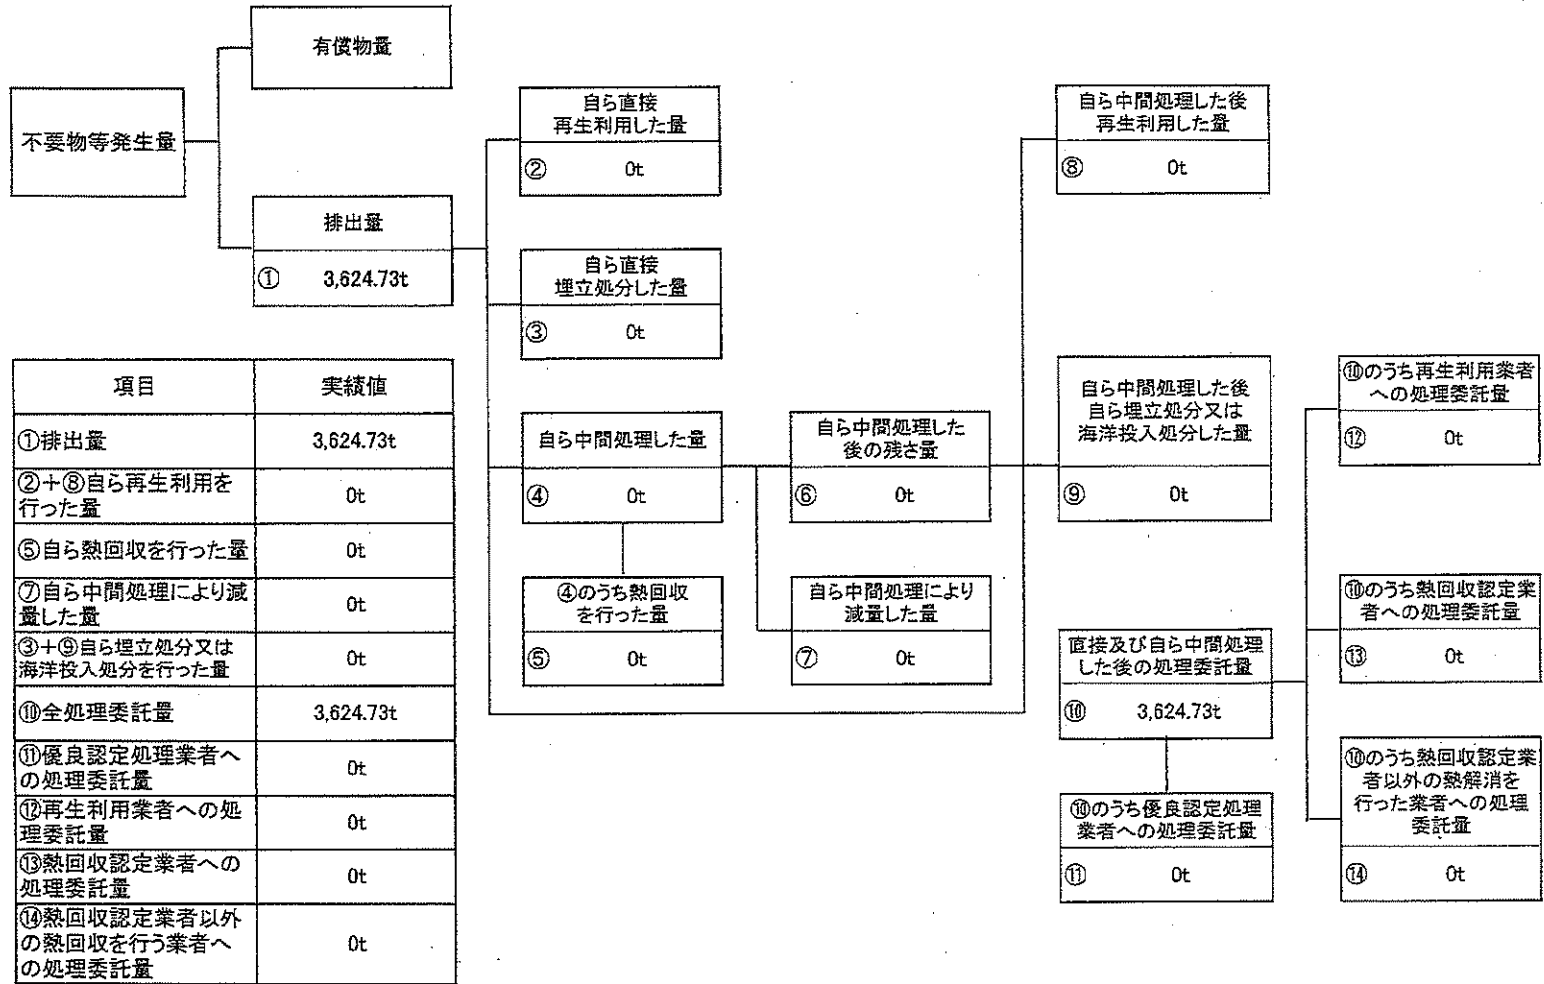 有償物量
不要物等発生量
排出量
① 3,624.73t
自ら直接
再生利用した量
② 0t
自ら直接
埋立処分した量
③ 0t
自ら中間処理した量
④ 0t
④のうち熱回収
を行った量
⑤ 0t
自ら中間処理した
後の残さ量
⑥ 0t
自ら中間処理により
減量した量
⑦ 0t
自ら中間処理した後
再生利用した量
⑧ 0t
自ら中間処理した後
自ら埋立処分又は
海洋投入処分した量
⑨ 0t
直接及び自ら中間処理
した後の処理委託量
⑩ 3,624.73t
⑩のうち優良認定処理
業者への処理委託量
⑪ 0t
⑩のうち再生利用業者
への処理委託量
⑫ 0t
⑩のうち熱回収認定業
者への処理委託量
⑬ 0t
⑩のうち熱回収認定業
者以外の熱解消を
行った業者への処理
委託量
⑭ 0t
項目 実績値
①排出量 3,624.73t
②+⑧自ら再生利用を
行った量 0t
⑤自ら熱回収を行った量 0t
⑦自ら中間処理により減
量した量 0t
③+⑨自ら埋立処分又は
海洋投入処分を行った量 0t
⑩全処理委託量 3,624.73t
⑪優良認定処理業者へ
の処理委託量 0t
⑫再生利用業者への処
理委託量 0t
⑬熱回収認定業者への
処理委託量 0t
⑭熱回収認定業者以外
の熱回収を行う業者へ
の処理委託量 0t